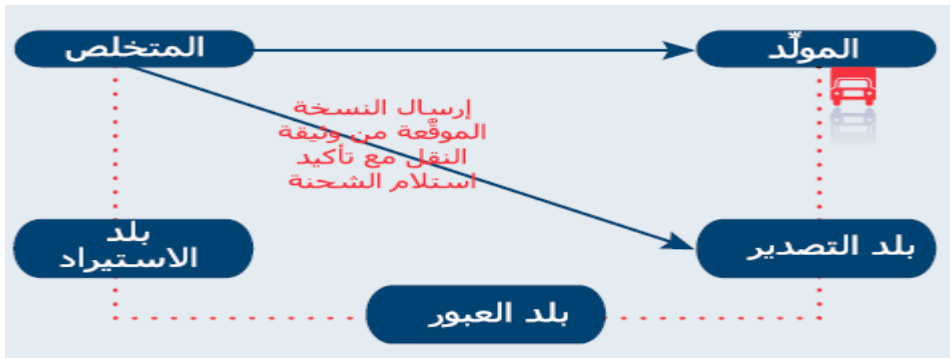 المولِّد
المتخلص
إرسال النسخة
الموقَّعة من وثيقة
النقل مع تأكيد
استلام الشحنة
بلد التصدير
بلد
الاستيراد
بلد العبور